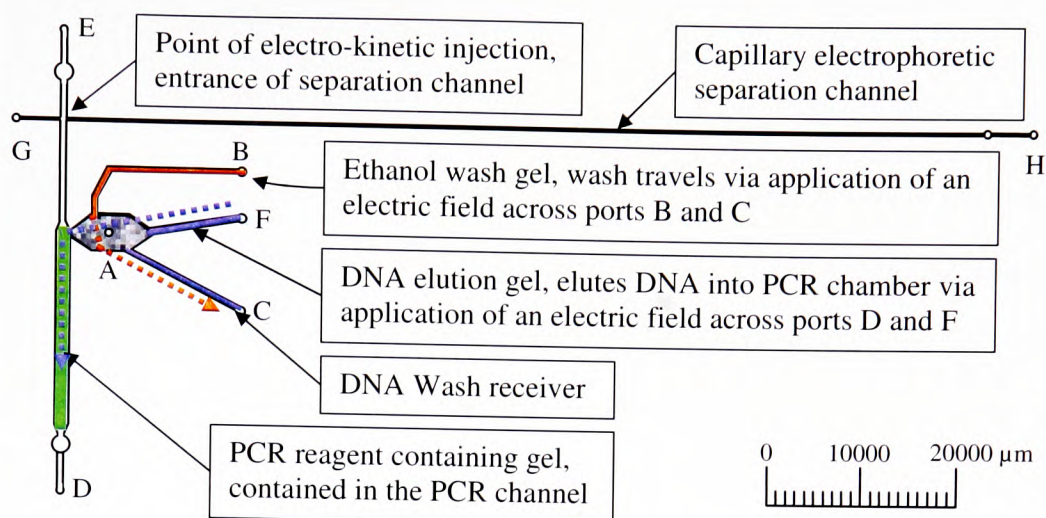 E
Point of electro-kinetic injection,
entrance of separation channel
Capillary electrophoretic
separation channel
G
B
H
Ethanol wash gel, wash travels via application of an
electric field across ports B and C
F
A
DNA elution gel, elutes DNA into PCR chamber via
application of an electric field across ports D and F
C
DNA Wash receiver
PCR reagent containing gel,
contained in the PCR channel
D
0 10000 20000 μm